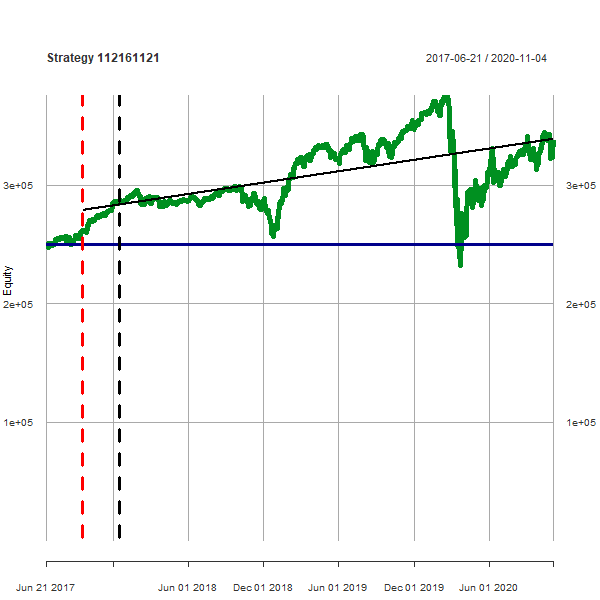 Strategy 112161121
2017-06-21 / 2020-11-04
3e+05
3e+05
Equity
2e+05
2e+05
1e+05
1e+05
Jun 21 2017
Jun 01 2018
Dec 01 2018
Jun 01 2019
Dec 01 2019
Jun 01 2020